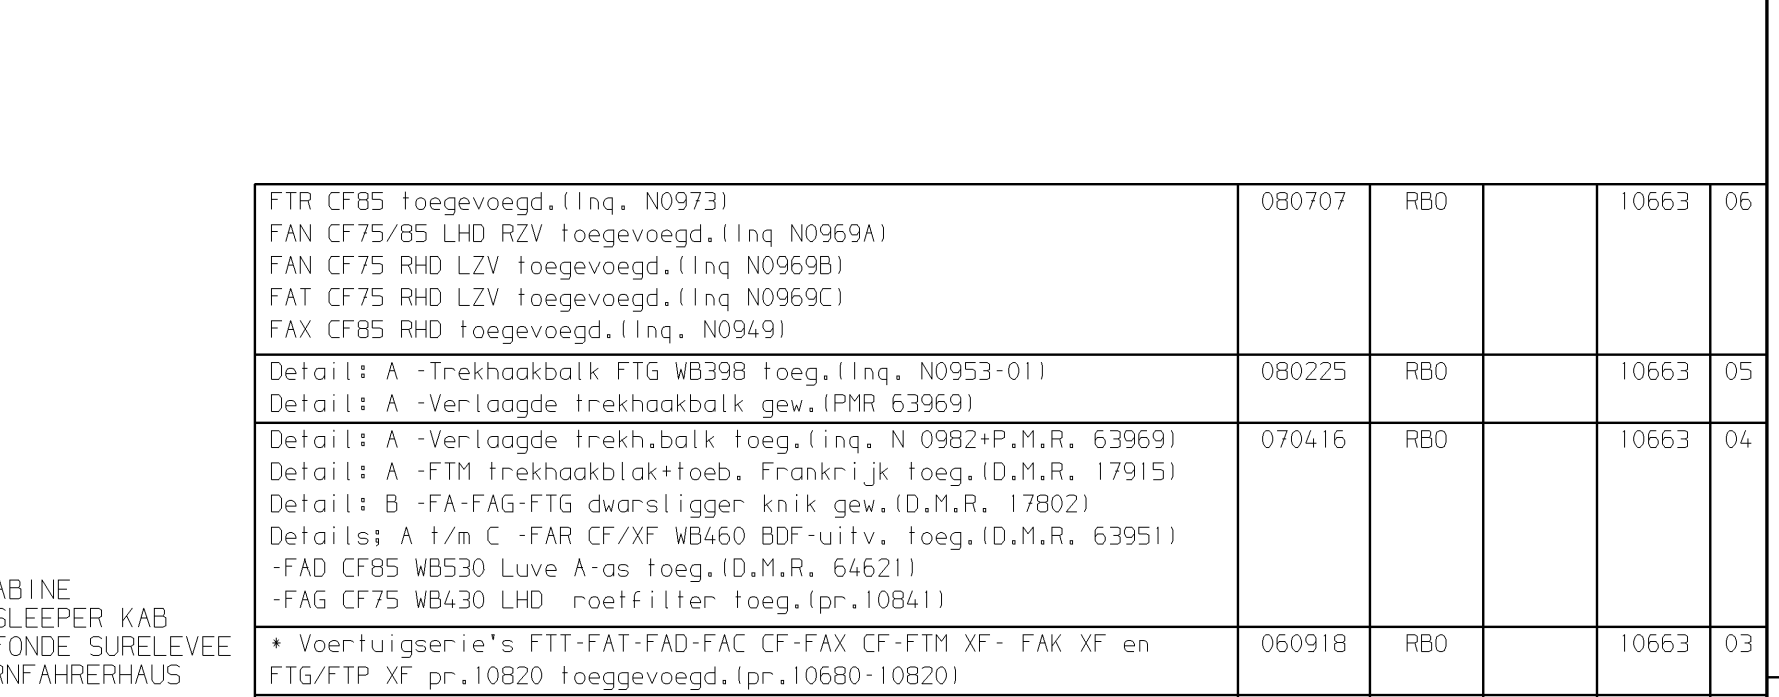 FTR CF85 toegevoegd.(Inq. N0973) 080707 RBO 10663 06
FAN CF75/85 LHD RZV toegevoegd.(Inq N0969A)
FAN CF75 RHD LZV toegevoegd.(Inq N0969B)
FAT CF75 RHD LZV toegevoegd.(Inq N0969C)
FAX CF85 RHD toegevoegd.(Inq. N0949)
Detail: A -Trekhaakbalk FTG WB398 toeg.(Inq. N0953-01) 080225 RBO 10663 05
Detail: A -Verlaagde trekhaakbalk gew.(PMR 63969)
Detail: A -Verlaagde trekh.balk toeg.(inq. N 0982+P.M.R. 63969) 070416 RBO 10663 04
Detail: A -FTM trekhaakblak+toeb. Frankrijk toeg.(D.M.R. 17915)
Detail: B -FA-FAG-FTG dwarsligger knik gew.(D.M.R. 17802)
Details; A t/m C -FAR CF/XF WB460 BDF-uitv. toeg.(D.M.R. 63951)
-FAD CF85 WB530 Luve A-as toeg.(D.M.R. 64621)
-FAG CF75 WB430 LHD roetfilter toeg.(pr.10841)
* Voertuigserie's FTT-FAT-FAD-FAC CF-FAX CF-FTM XF- FAK XF en 060918 RBO 10663 03
FTG/FTP XF pr.10820 toeggevoegd.(pr.10680-10820)
ABINE
SLEEPER KAB
FONDE SURELEVEE
RNFAHRERHAUS